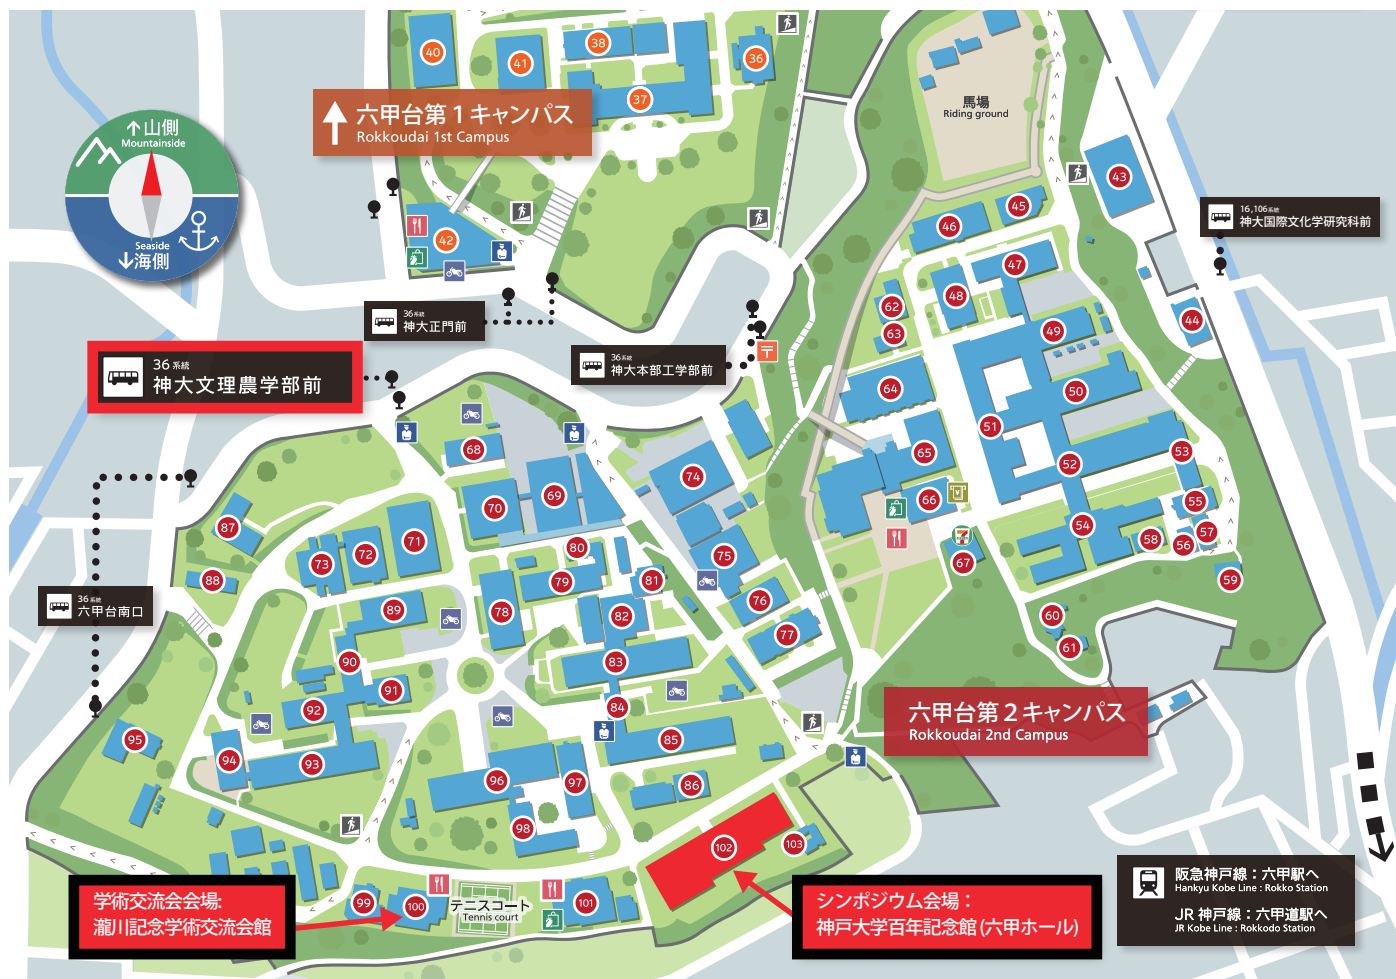 40
41
38
37
36
六甲台第1キャンパス
Rokkoudai 1st Campus
馬場
Riding ground
山側
Mountainside
Seaside
海側
42
43
45
46
16,106系統
神大国際文化学研究科前
47
48
44
62
63
49
36系統
神大正門前
36系統
神大本部工学部前
36系統
神大文理農学部前
64
50
51
65
52
53
68
74
69
70
66
55
54
57
56
58
87
71
72
73
80
75
7
67
59
88
79
81
76
60
61
36系統
六甲台南口
89
78
82
77
83
90
91
92
84
六甲台第2キャンパス
Rokkoudai 2nd Campus
95
94
93
85
96
97
86
98
102
103
阪急神戸線:六甲駅へ
Hankyu Kobe Line : Rokko Station
JR 神戸線:六甲道駅へ
JR Kobe Line : Rokkodo Station
学術交流会会場:
瀧川記念学術交流会館
99
100
テニスコート
Tennis court
101
シンポジウム会場:
神戸大学百年記念館(六甲ホール)